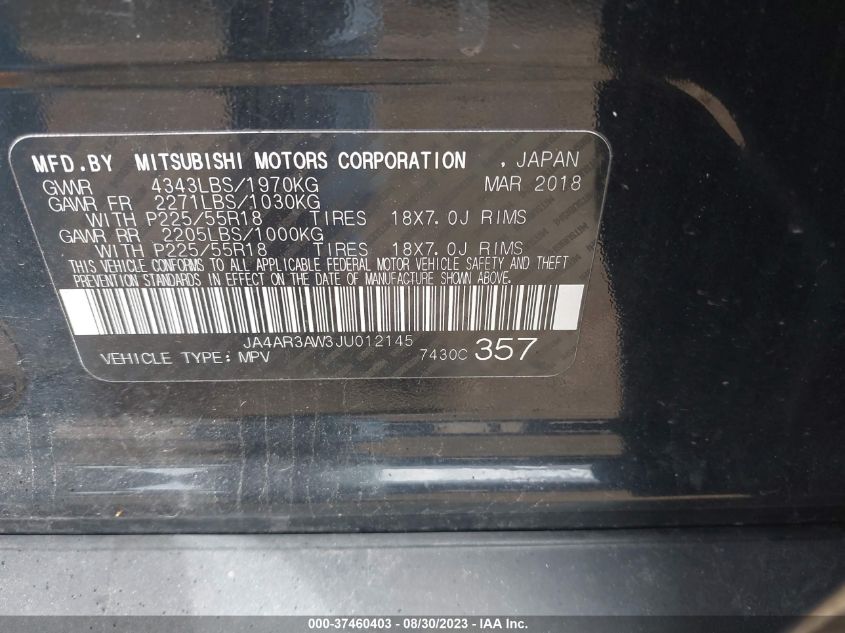 MFD.BY MITSUBISHI MOTORS CORPORATION , JAPAN
GVWR 4343LBS/1970KG MAR 2018
GAWR FR 2271LBS/1030KG
WITH P225/55R18 TIRES 18X7.0J RIMS
GAWR RR 2205LBS/1000KG
WITH P225/55R18 TIRES 18X7.0J RIMS
THIS VEHICLE CONFORMS TO ALL APPLICABLE FEDERAL MOTOR VEHICLE SAFETY AND THEFT
PREVENTION STANDARDS IN EFFECT ON THE DATE OF MANUFACTURE SHOWN ABOVE.
JA4AR3AW3JU012145
VEHICLE TYPE: MPV 7430C 357
000-37460403 - 08/30/2023 - IAA Inc.